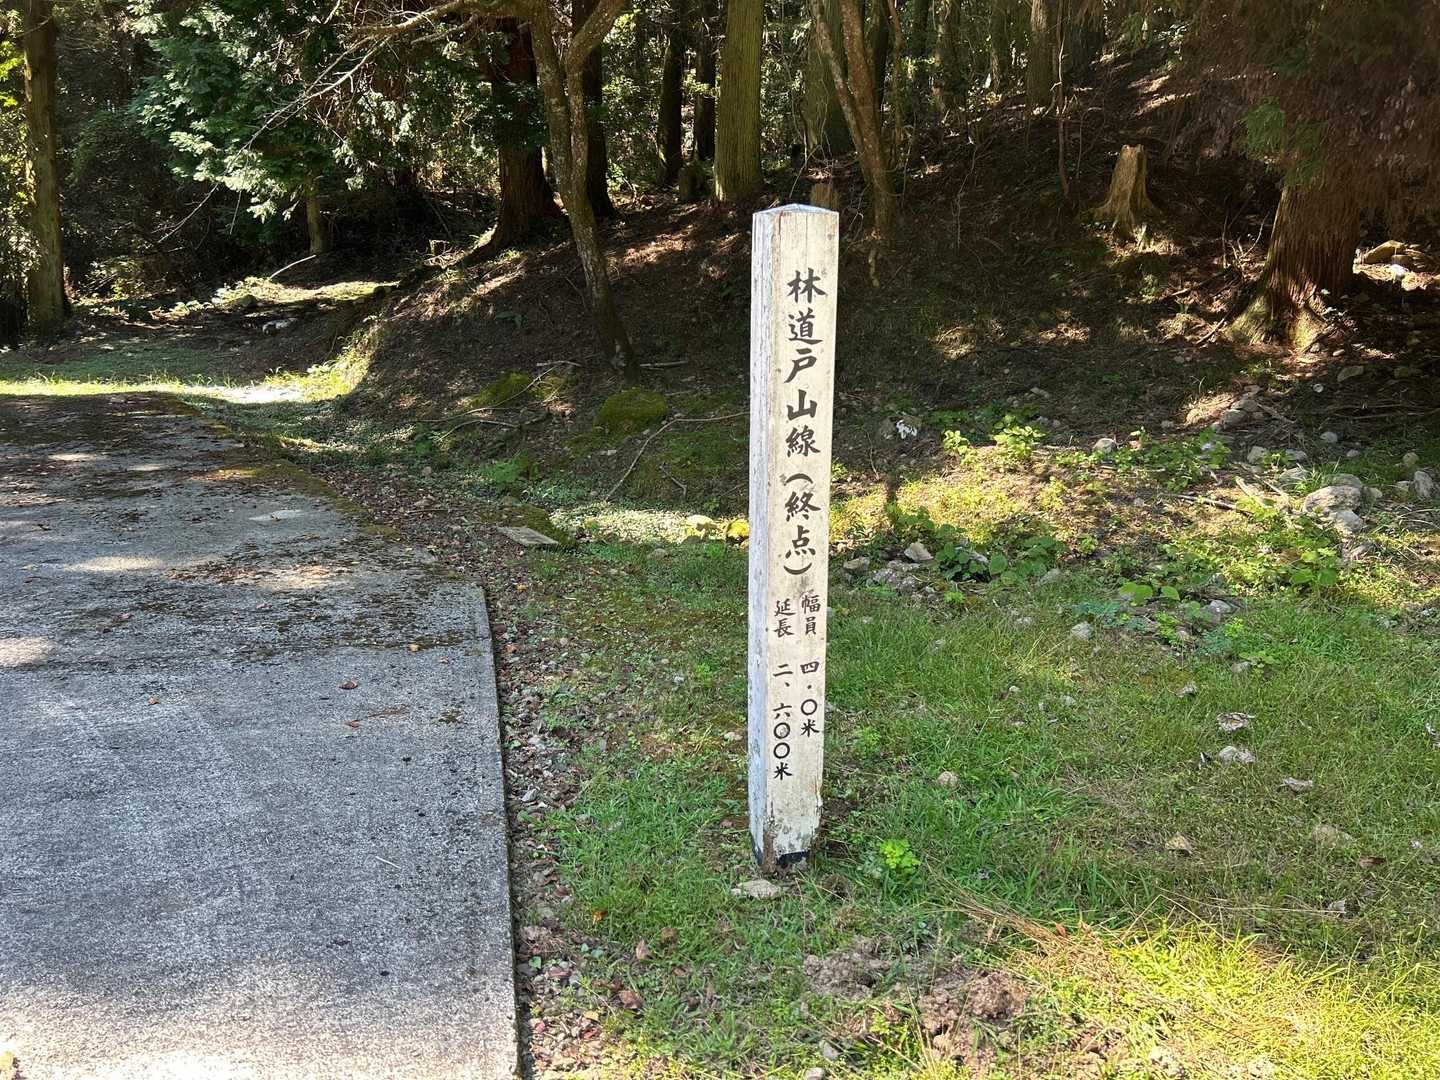 林道戸山線（終点）
幅員 四．〇米
延長 二、六〇〇米